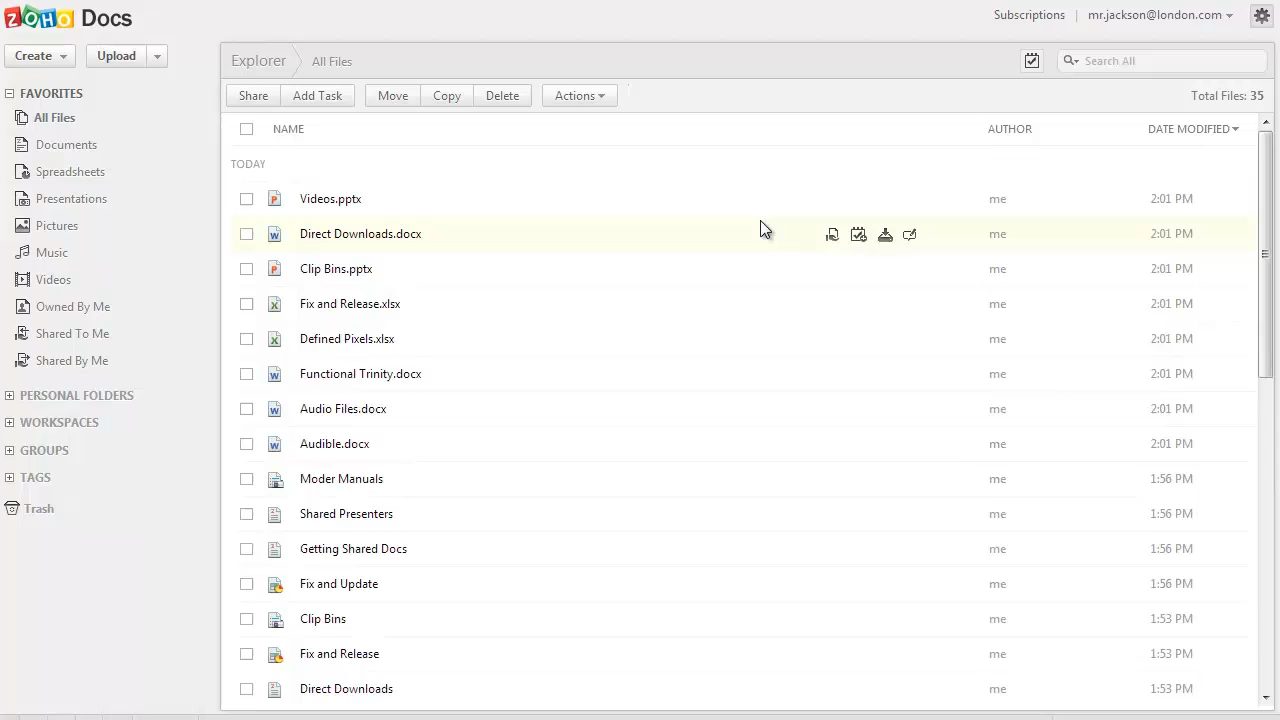 ZOHO Docs
Subscriptions | mr.jackson@london.com
Create Upload
Explorer All Files
Search All
Share Add Task Move Copy Delete Actions
Total Files: 35
FAVORITES
All Files
Documents
Spreadsheets
Presentations
Pictures
Music
Videos
Owned By Me
Shared To Me
Shared By Me
PERSONAL FOLDERS
WORKSPACES
GROUPS
TAGS
Trash
NAME AUTHOR DATE MODIFIED
TODAY
Videos.pptx me 2:01 PM
Direct Downloads.docx me 2:01 PM
Clip Bins.pptx me 2:01 PM
Fix and Release.xlsx me 2:01 PM
Defined Pixels.xlsx me 2:01 PM
Functional Trinity.docx me 2:01 PM
Audio Files.docx me 2:01 PM
Audible.docx me 2:01 PM
Moder Manuals me 1:56 PM
Shared Presenters me 1:56 PM
Getting Shared Docs me 1:56 PM
Fix and Update me 1:56 PM
Clip Bins me 1:53 PM
Fix and Release me 1:53 PM
Direct Downloads me 1:53 PM